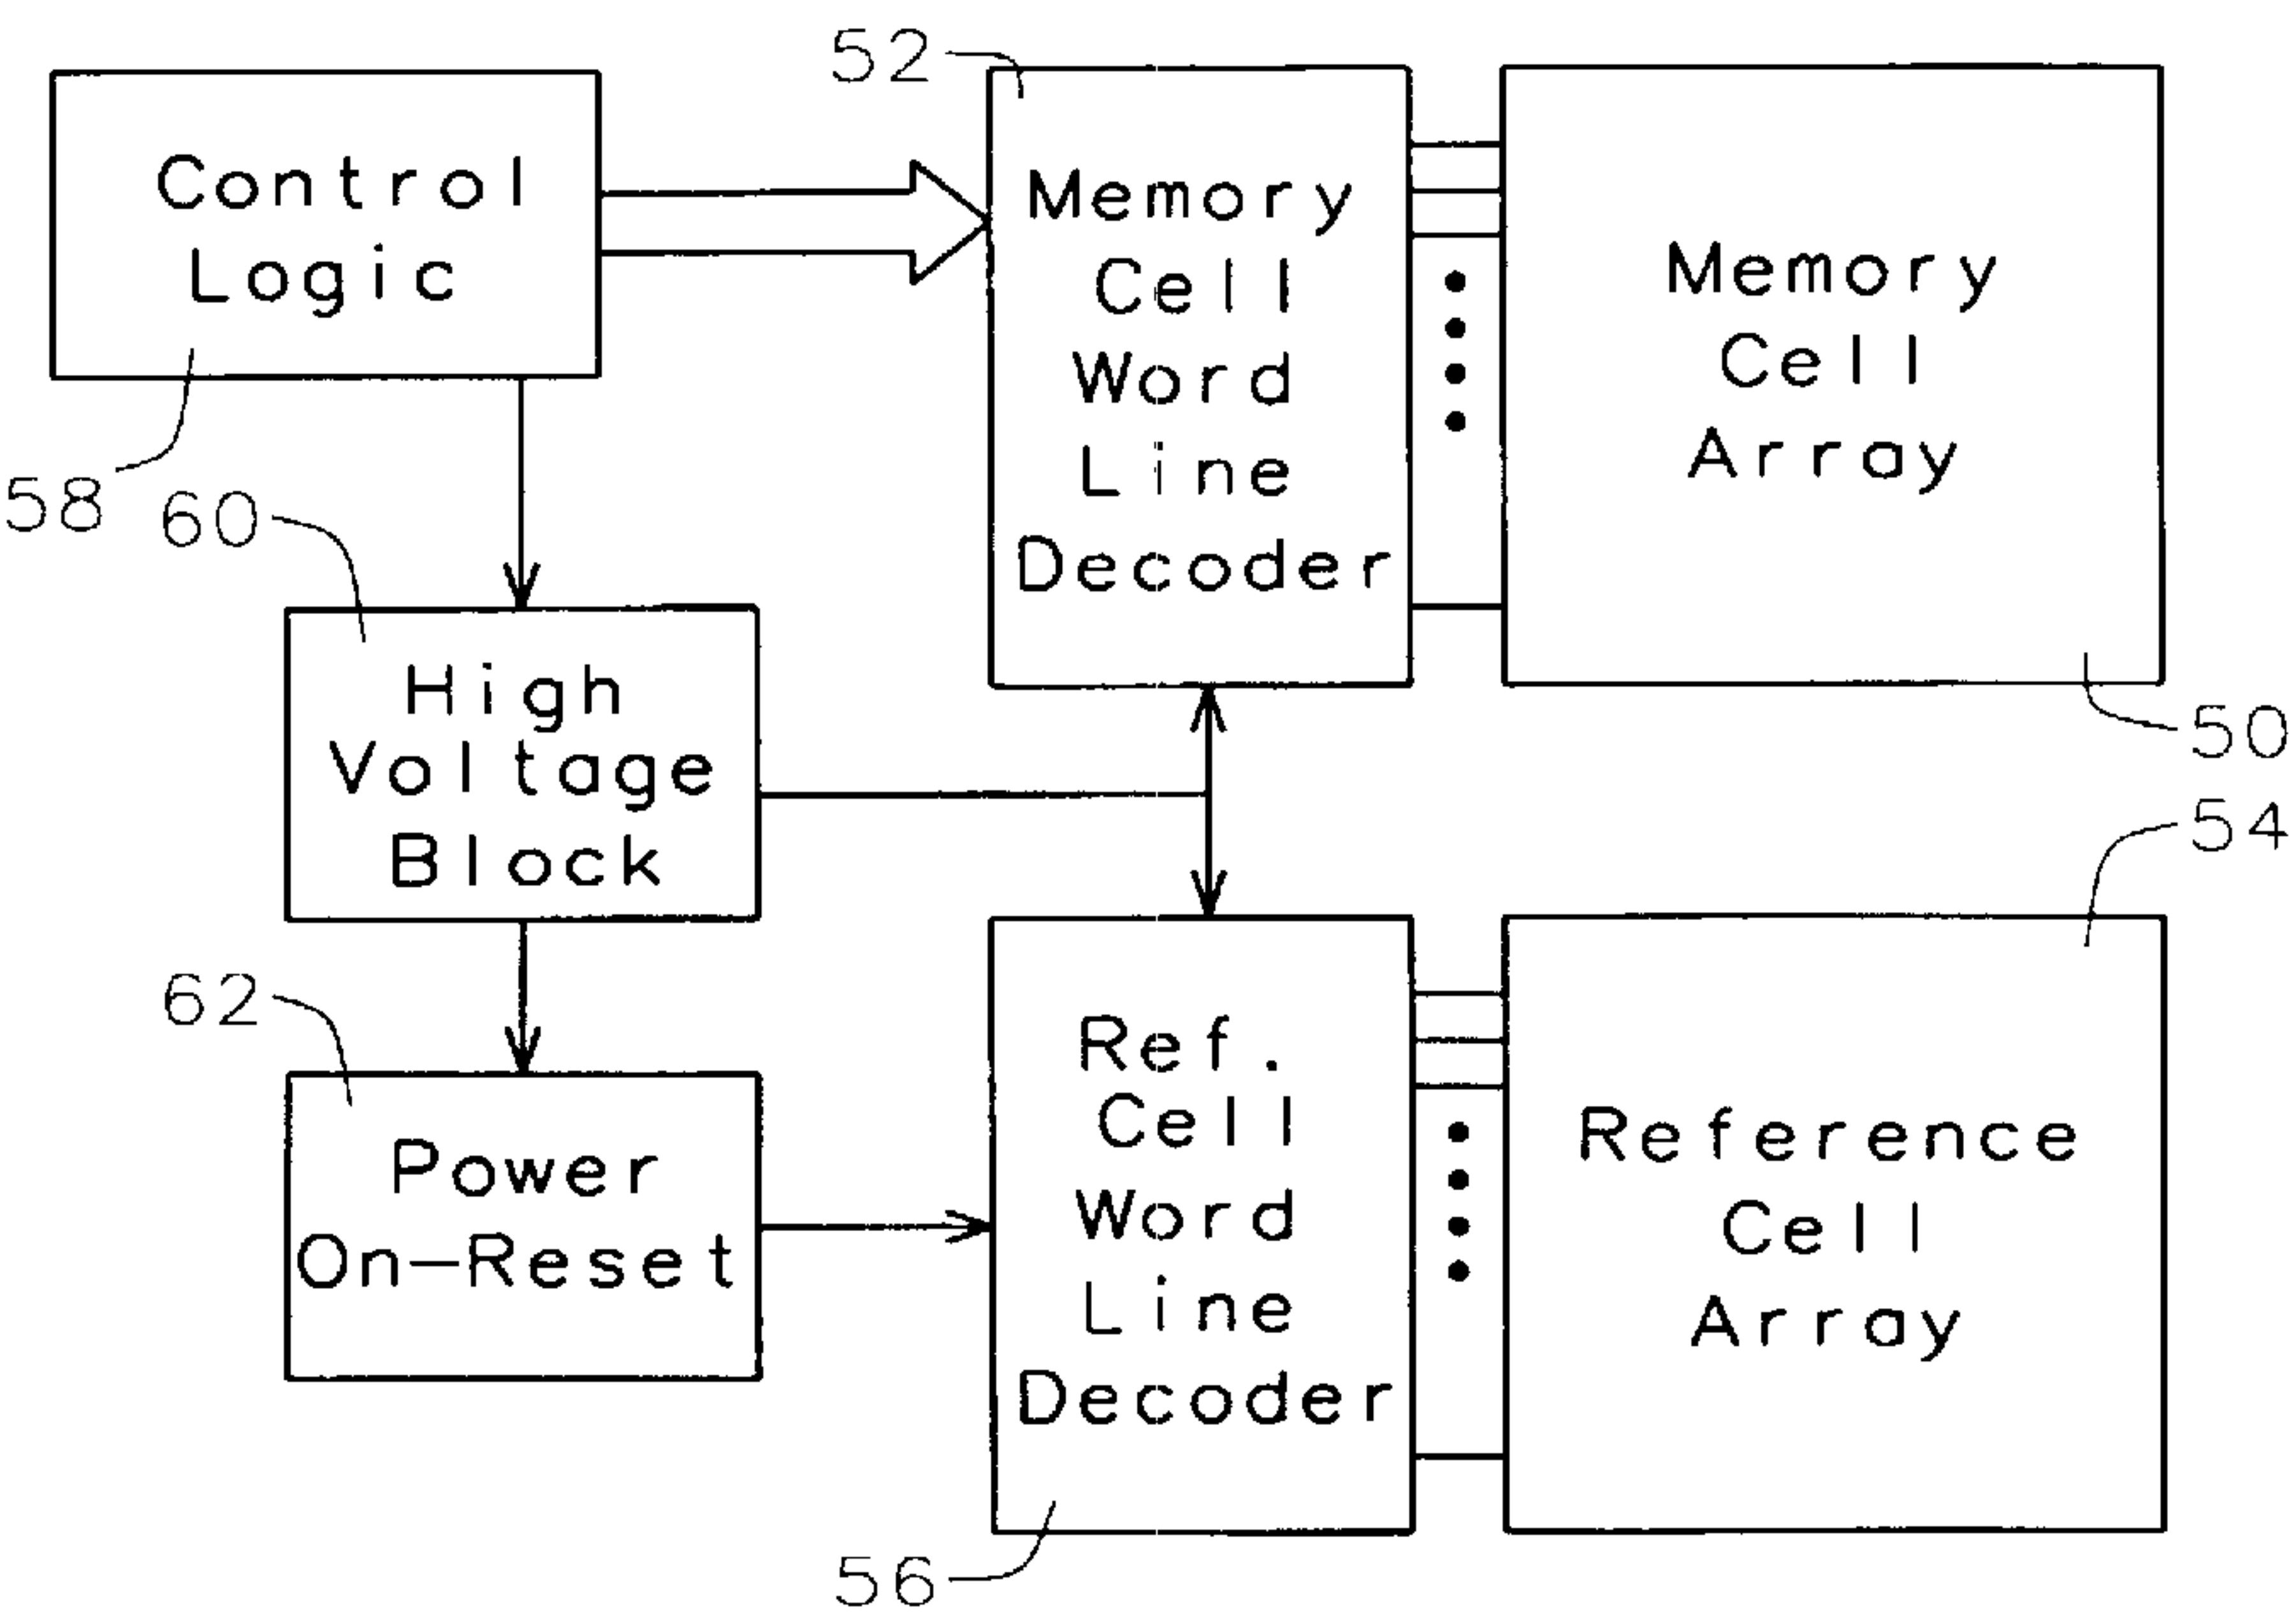 52
Control
Logic
58
Memory
Cell
Word
Line
Decoder
Memory
Cell
Array
50
60
High
Voltage
Block
54
62
Power
On-Reset
Ref.
Cell
Word
Line
Decoder
56
Reference
Cell
Array